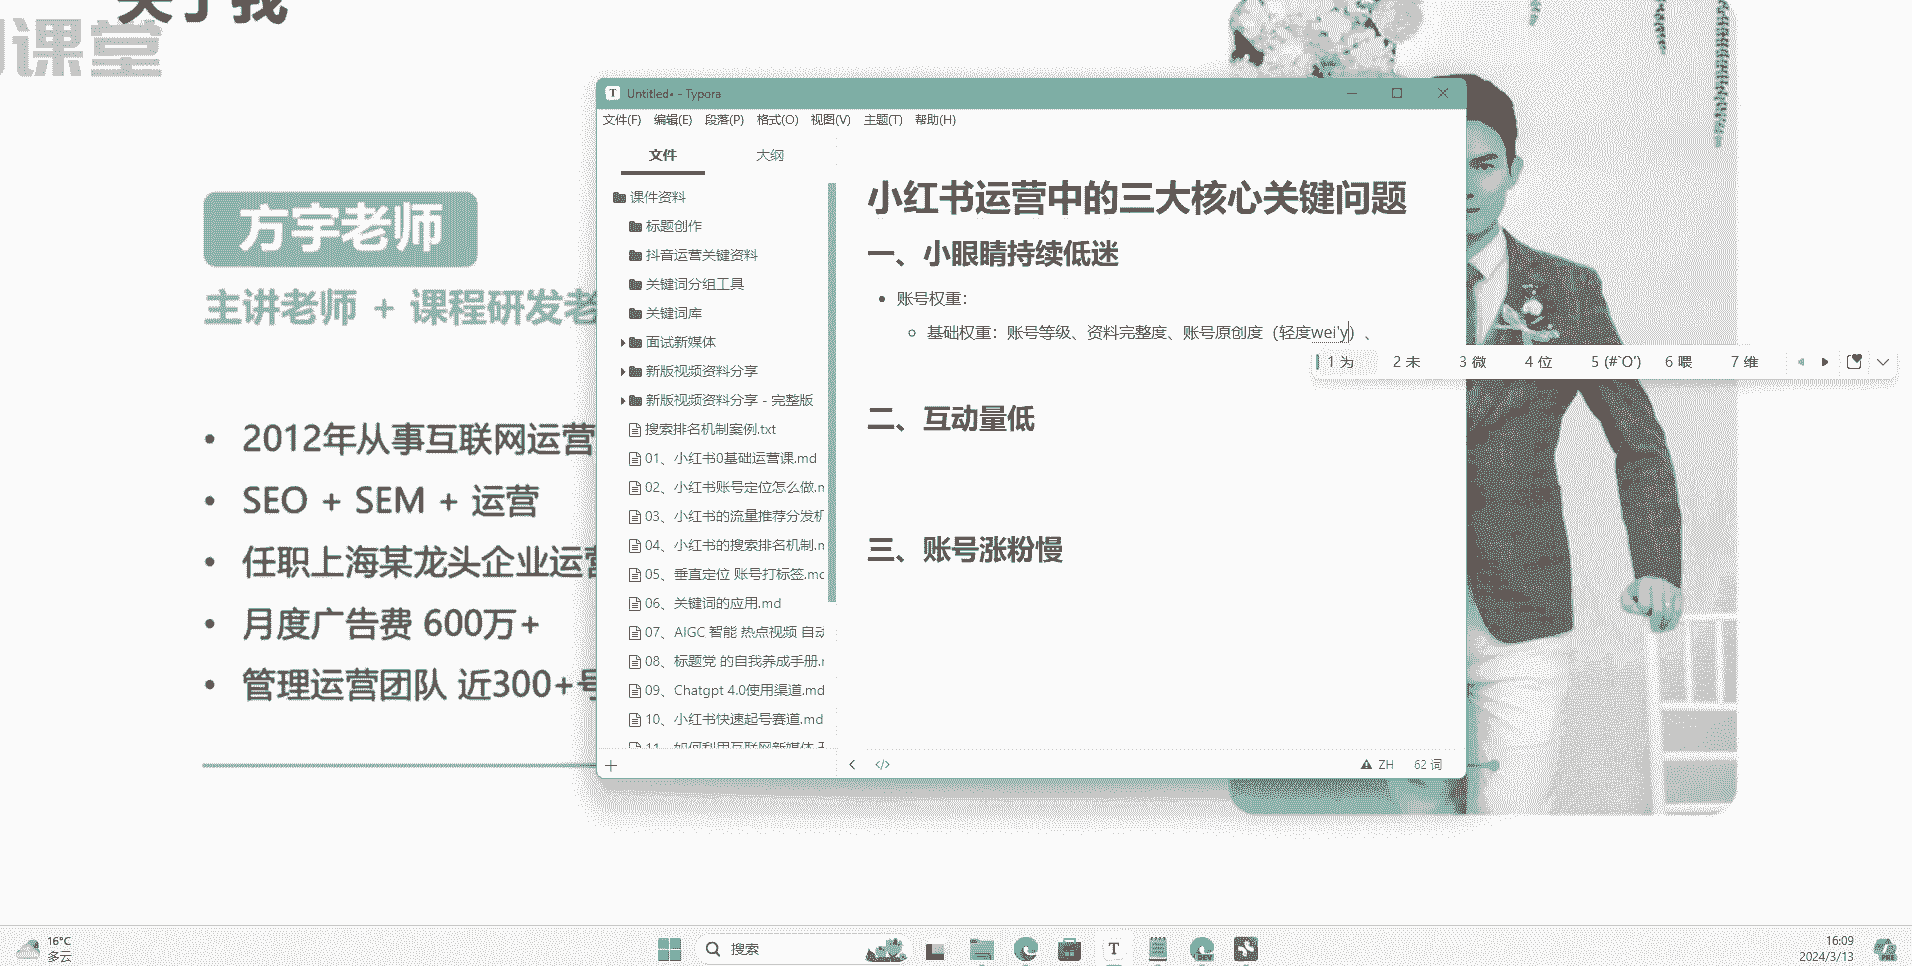 关于我
课堂
方宇老师
主讲老师 + 课程研发老
2012年从事互联网运营
SEO + SEM + 运营
任职上海某龙头企业运营
月度广告费 600万+
管理运营团队 近300+号
Untitled• - Typora
文件(F) 编辑(E) 段落(P) 格式(O) 视图(V) 主题(T) 帮助(H)
文件 大纲
课件资料
标题创作
抖音运营关键资料
关键词分组工具
关键词库
面试新媒体
新版视频资料分享
新版视频资料分享 - 完整版
搜索排名机制案例.txt
01、小红书0基础运营课.md
02、小红书账号定位怎么做.m
03、小红书的流量推荐分发机
04、小红书的搜索排名机制.m
05、垂直定位 账号打标签.md
06、关键词的应用.md
07、AIGC 智能 热点视频 自动
08、标题党 的自我养成手册.m
09、Chatgpt 4.0使用渠道.md
10、小红书快速起号赛道.md
11、如何利用互联网新媒体
小红书运营中的三大核心关键问题
一、小眼睛持续低迷
账号权重：
基础权重：账号等级、资料完整度、账号原创度（轻度wei'y）、
1 为 2 未 3 微 4 位 5 (#`O′) 6 喂 7 维
二、互动量低
三、账号涨粉慢
ZH 62 词
16°C
多云
搜索
T
DEV
16:09
2024/3/13
PRE